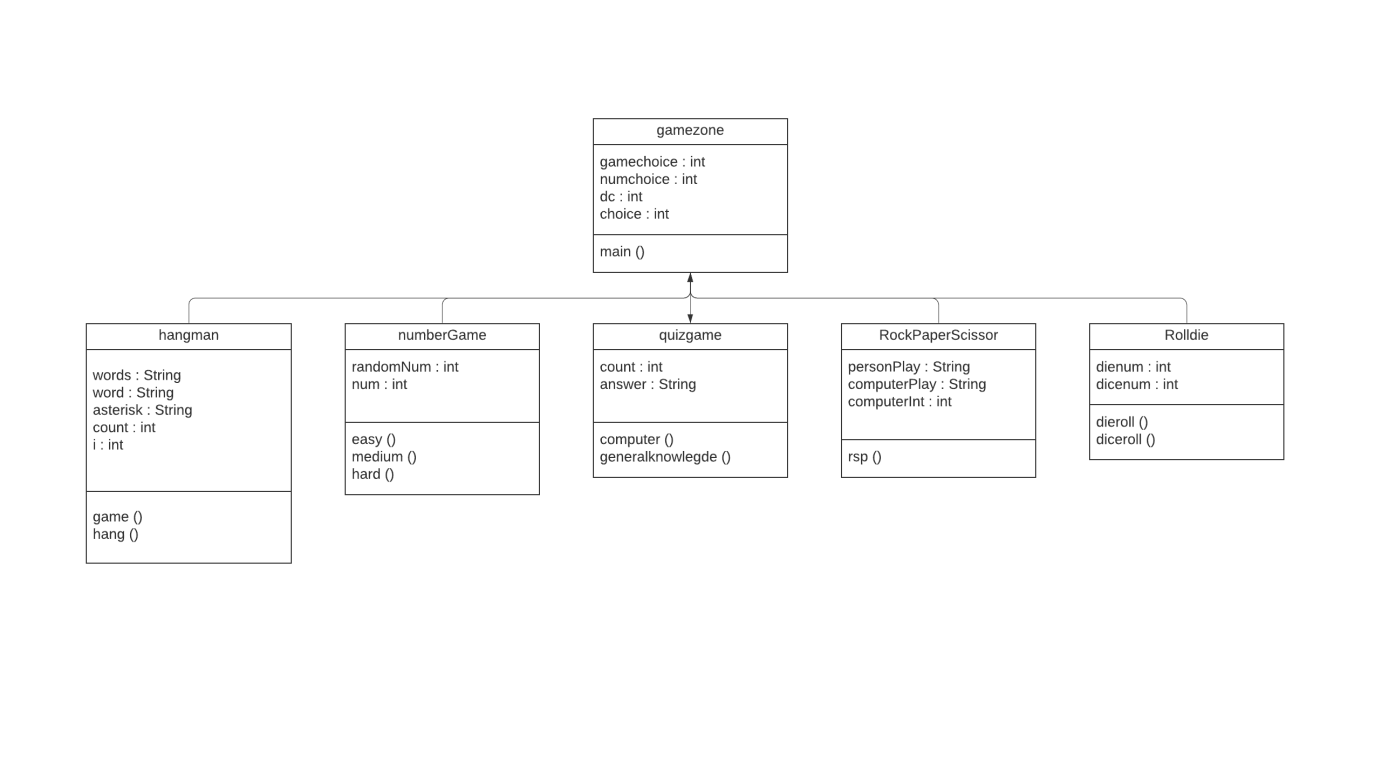 gamezone
gamechoice : int
numchoice : int
dc : int
choice : int
main ()
hangman
words : String
word : String
asterisk : String
count : int
i : int
game ()
hang ()
numberGame
randomNum : int
num : int
easy ()
medium ()
hard ()
quizgame
count : int
answer : String
computer ()
generalknowlegde ()
RockPaperScissor
personPlay : String
computerPlay : String
computerInt : int
rsp ()
Rolldie
dienum : int
dicenum : int
dieroll ()
diceroll ()